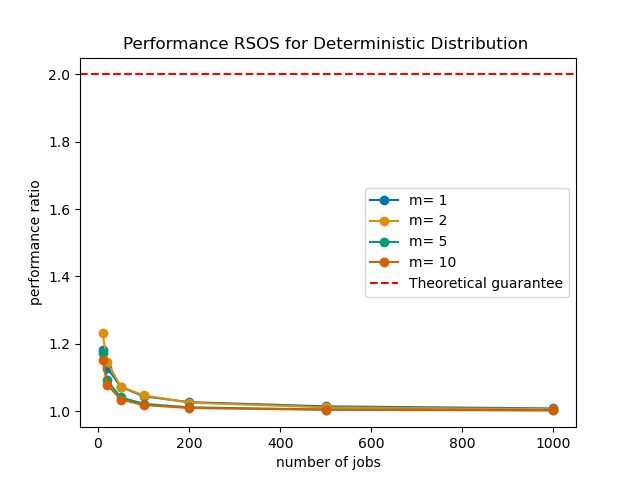 Performance RSOS for Deterministic Distribution
performance ratio
2.0
1.8
1.6
1.4
1.2
1.0
m= 1
m= 2
m= 5
m= 10
Theoretical guarantee
0
200
400
600
800
1000
number of jobs